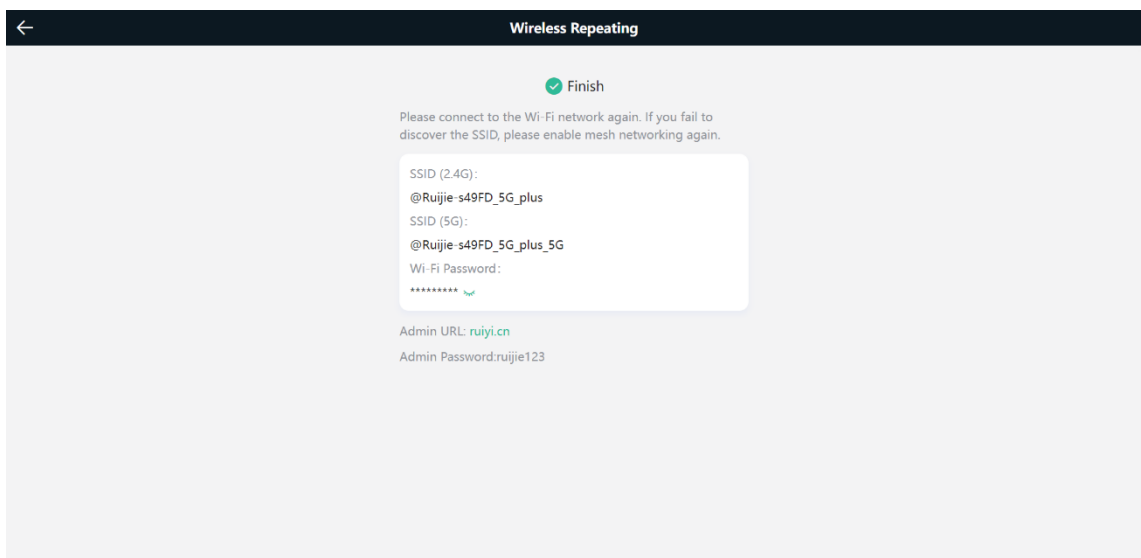 Wireless Repeating
Finish
Please connect to the Wi-Fi network again. If you fail to
discover the SSID, please enable mesh networking again.
SSID (2.4G):
@Ruijie-s49FD_5G_plus
SSID (5G):
@Ruijie-s49FD_5G_plus_5G
Wi-Fi Password:
*********
Admin URL: ruiyi.cn
Admin Password:ruijie123